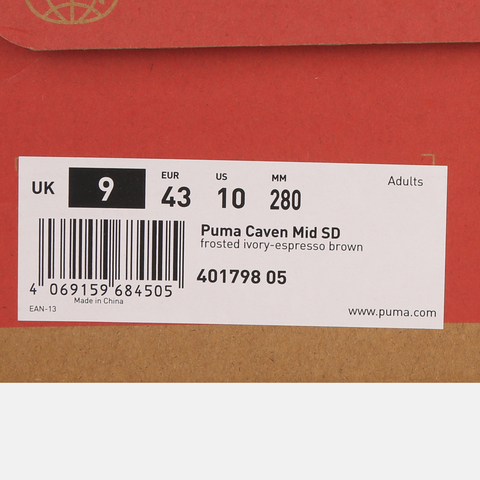 UK 9 EUR 43 US 10 MM 280 Adults
Puma Caven Mid SD
frosted ivory-espresso brown
401798 05
4 069159 684505
Made in China
EAN-13
www.puma.com